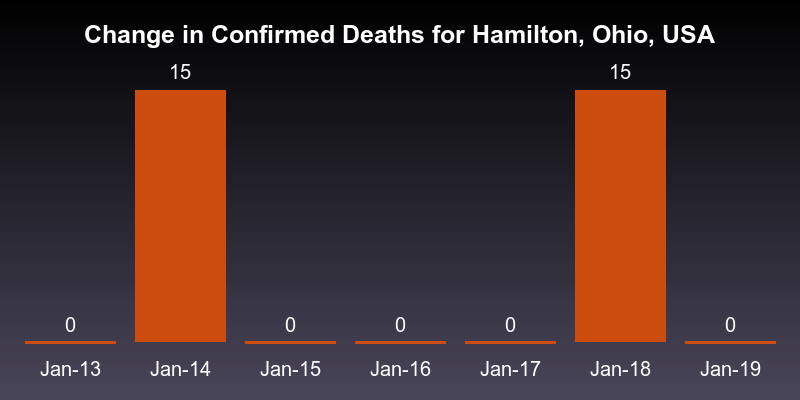 Change in Confirmed Deaths for Hamilton, Ohio, USA
15 15
0 0 0 0 0
Jan-13 Jan-14 Jan-15 Jan-16 Jan-17 Jan-18 Jan-19